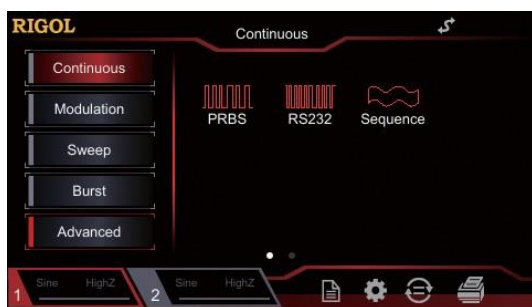 RIGOL
Continuous
Continuous
Modulation
Sweep
Burst
Advanced
PRBS
RS232
Sequence
1
Sine
HighZ
2
Sine
HighZ